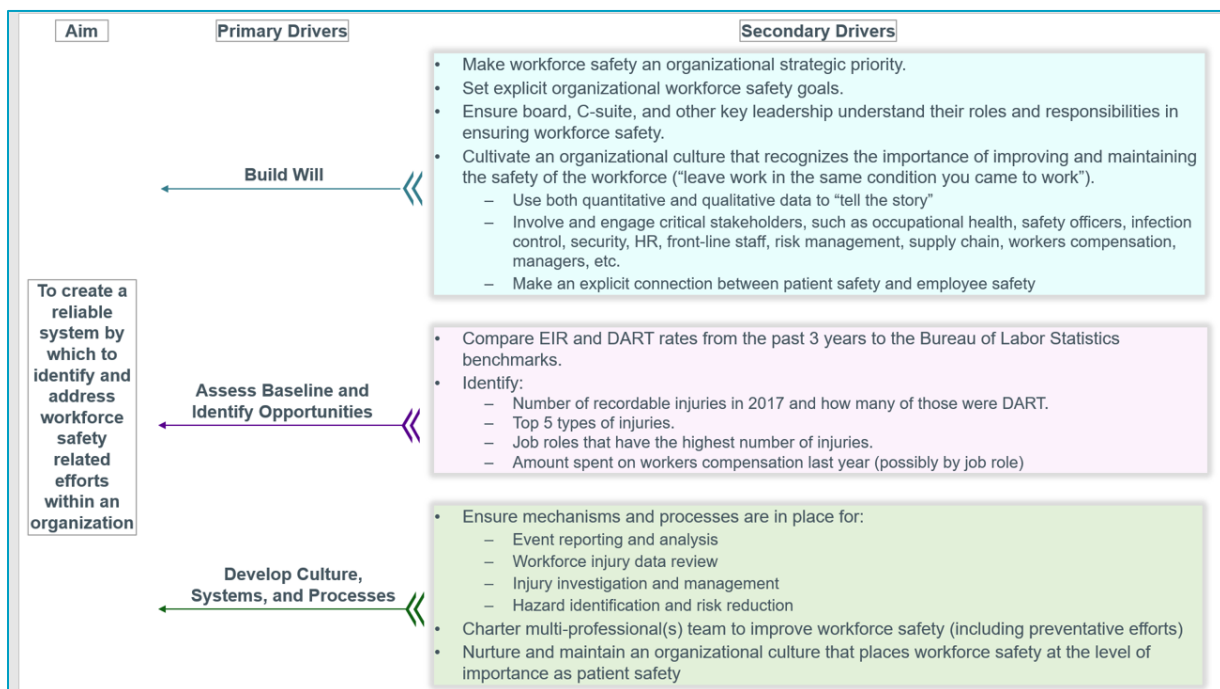 Aim
Primary Drivers
Secondary Drivers
• Make workforce safety an organizational strategic priority.
• Set explicit organizational workforce safety goals.
• Ensure board, C-suite, and other key leadership understand their roles and responsibilities in
ensuring workforce safety.
• Cultivate an organizational culture that recognizes the importance of improving and maintaining
the safety of the workforce (“leave work in the same condition you came to work”).
– Use both quantitative and qualitative data to “tell the story”
– Involve and engage critical stakeholders, such as occupational health, safety officers, infection
control, security, HR, front-line staff, risk management, supply chain, workers compensation,
managers, etc.
– Make an explicit connection between patient safety and employee safety
Build Will
To create a
reliable
system by
which to
identify and
address
workforce
safety
related
efforts
within an
organization
Assess Baseline and
Identify Opportunities
• Compare EIR and DART rates from the past 3 years to the Bureau of Labor Statistics
benchmarks.
• Identify:
– Number of recordable injuries in 2017 and how many of those were DART.
– Top 5 types of injuries.
– Job roles that have the highest number of injuries.
– Amount spent on workers compensation last year (possibly by job role)
Develop Culture,
Systems, and Processes
• Ensure mechanisms and processes are in place for:
– Event reporting and analysis
– Workforce injury data review
– Injury investigation and management
– Hazard identification and risk reduction
• Charter multi-professional(s) team to improve workforce safety (including preventative efforts)
• Nurture and maintain an organizational culture that places workforce safety at the level of
importance as patient safety